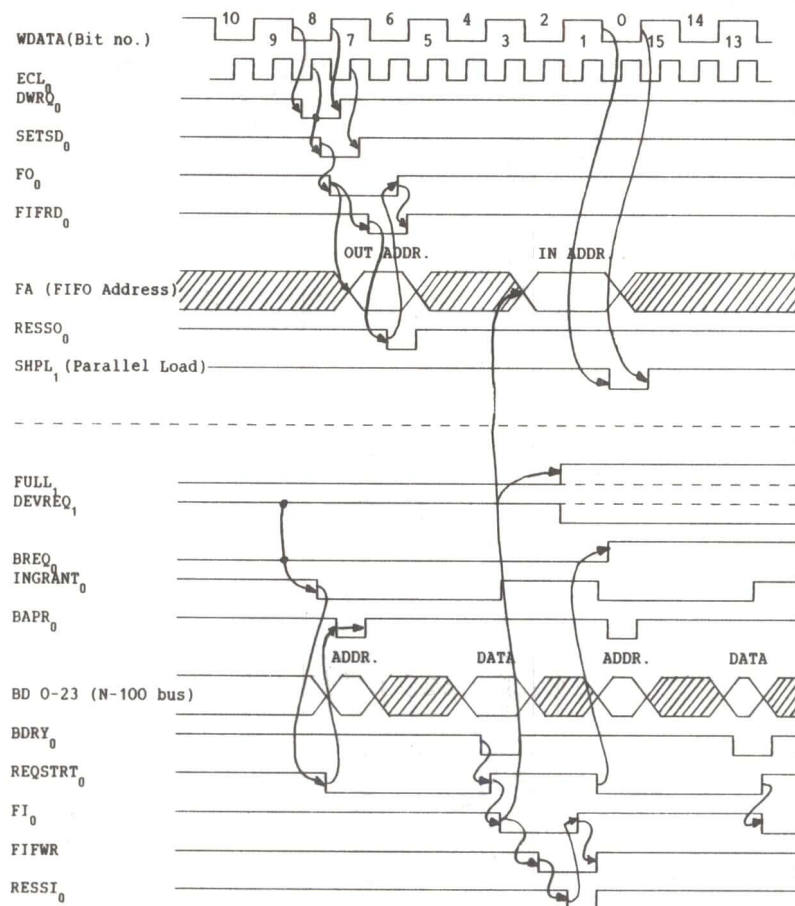 10 8 6 4 2 0 14
WDATA(Bit no.) 9 7 5 3 1 15 13
ECL0
DWRQ0
SETSD0
FO0
FIFRD0
OUT ADDR. IN ADDR.
FA (FIFO Address)
RESSO0
SHPL1 (Parallel Load)
FULL1
DEVREQ1
BREQ0
INGRANT0
BAPR0
ADDR. DATA ADDR. DATA
BD 0-23 (N-100 bus)
BDRY0
REQSTRT0
FI0
FIFWR
RESSI0